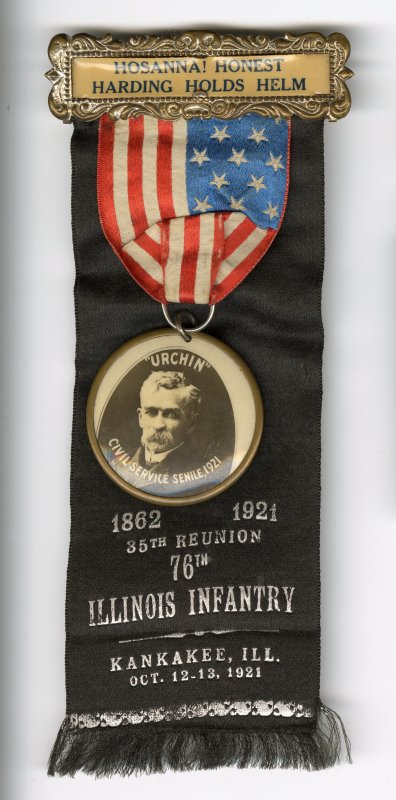 HOSANNA! HONEST
HARDING HOLDS HELM
"URCHIN"
CIVIL SERVICE SENILE, 1921
1862 1921
35TH REUNION
76TH
ILLINOIS INFANTRY
KANKAKEE, ILL.
OCT. 12-13, 1921